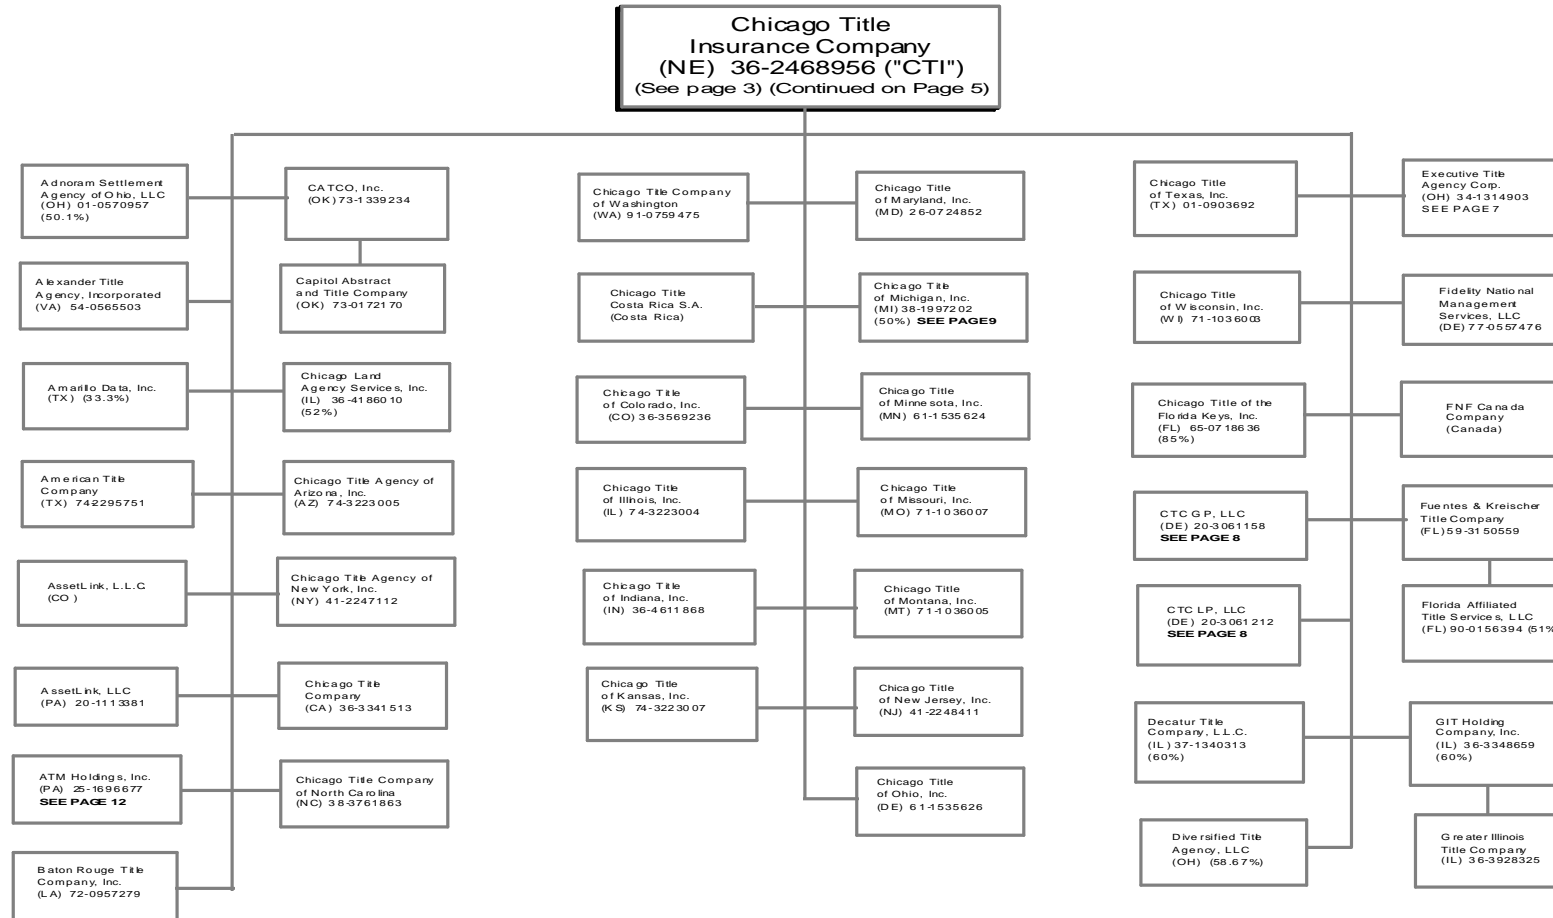 Chicago Title
Insurance Company
(NE) 36-2468956 ("CTI")
(See page 3) (Continued on Page 5)
Adnoram Settlement
Agency of Ohio, LLC
(OH) 01-0570957
(50.1%)
CATCO, Inc.
(OK) 73-1339234
Alexander Title
Agency, Incorporated
(VA) 54-0565503
Capitol Abstract
and Title Company
(OK) 73-0172170
Amarillo Data, Inc.
(TX) (33.3%)
Chicago Land
Agency Services, Inc.
(IL) 36-4186010
(52%)
American Title
Company
(TX) 74-2295751
Chicago Title Agency of
Arizona, Inc.
(AZ) 74-3223005
AssetLink, L.L.C.
(CO )
Chicago Title Agency of
New York, Inc.
(NY) 41-2247112
AssetLink, LLC
(PA) 20-1113381
Chicago Title
Company
(CA) 36-3341513
ATM Holdings, Inc.
(PA) 25-1696677
SEE PAGE 12
Chicago Title Company
of North Carolina
(NC) 38-3761863
Baton Rouge Title
Company, Inc.
(LA) 72-0957279
Chicago Title Company
of Washington
(WA) 91-0759475
Chicago Title
of Maryland, Inc.
(MD) 26-0724852
Chicago Title
Costa Rica S.A.
(Costa Rica)
Chicago Title
of Michigan, Inc.
(MI) 38-1997202
(50%) SEE PAGE 9
Chicago Title
of Colorado, Inc.
(CO) 36-3569236
Chicago Title
of Minnesota, Inc.
(MN) 61-1535624
Chicago Title
of Illinois, Inc.
(IL) 74-3223004
Chicago Title
of Missouri, Inc.
(MO) 71-1036007
Chicago Title
of Indiana, Inc.
(IN) 36-4611868
Chicago Title
of Montana, Inc.
(MT) 71-1036005
Chicago Title
of Kansas, Inc.
(KS) 74-3223007
Chicago Title
of New Jersey, Inc.
(NJ) 41-2248411
Chicago Title
of Ohio, Inc.
(DE) 61-1535626
Chicago Title
of Texas, Inc.
(TX) 01-0903692
Executive Title
Agency Corp.
(OH) 34-1314903
SEE PAGE 7
Chicago Title
of Wisconsin, Inc.
(WI) 71-1036003
Fidelity National
Management
Services, LLC
(DE) 77-0557476
Chicago Title of the
Florida Keys, Inc.
(FL) 65-0718636
(85%)
FNF Canada
Company
(Canada)
CTC GP, LLC
(DE) 20-3061158
SEE PAGE 8
Fuentes & Kreischer
Title Company
(FL) 59-3150559
CTC LP, LLC
(DE) 20-3061212
SEE PAGE 8
Florida Affiliated
Title Services, LLC
(FL) 90-0156394 (51%
Decatur Title
Company, L.L.C.
(IL) 37-1340313
(60%)
GIT Holding
Company, Inc.
(IL) 36-3348659
(60%)
Diversified Title
Agency, LLC
(OH) (58.67%)
Greater Illinois
Title Company
(IL) 36-3928325